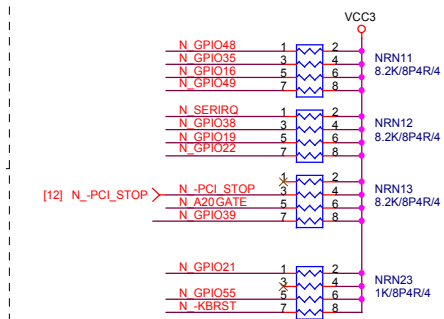 VCC3
N_GPIO48 1 2 NRN11
N_GPIO35 3 4 8.2K/8P4R/4
N_GPIO16 5 6
N_GPIO49 7 8
N_SERIRQ 1 2 NRN12
N_GPIO38 3 4 8.2K/8P4R/4
N_GPIO19 5 6
N_GPIO22 7 8
1 2 NRN13
[12] N_-PCI_STOP N_-PCI_STOP 3 4 8.2K/8P4R/4
N_A20GATE 5 6
N_GPIO39 7 8
N_GPIO21 1 2 NRN23
3 4 1K/8P4R/4
N_GPIO55 5 6
N_-KBRST 7 8